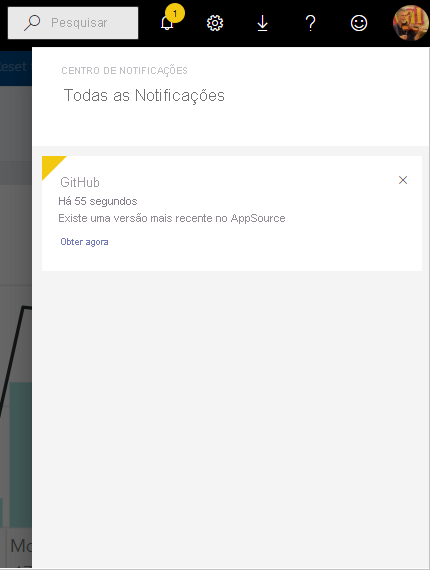 Pesquisar
1
?
eset
CENTRO DE NOTIFICAÇÕES
Todas as Notificações
GitHub
Há 55 segundos
Existe uma versão mais recente no AppSource
Obter agora
Mo